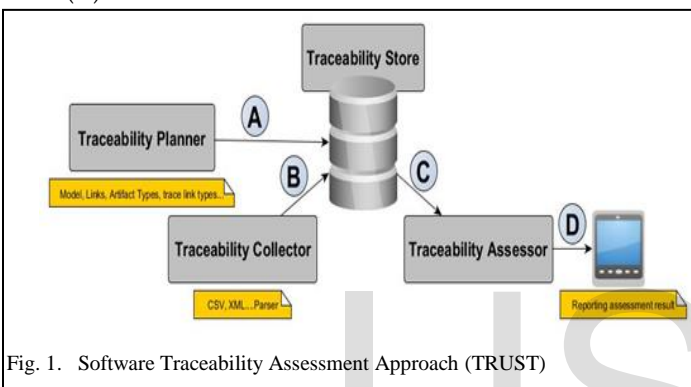 Traceability Store
A
Traceability Planner
B
C
Model, Links, Artifact Types, trace link types...
Traceability Collector
Traceability Assessor
D
CSV, XML....Parser
Reporting assessment result
Fig. 1. Software Traceability Assessment Approach (TRUST)